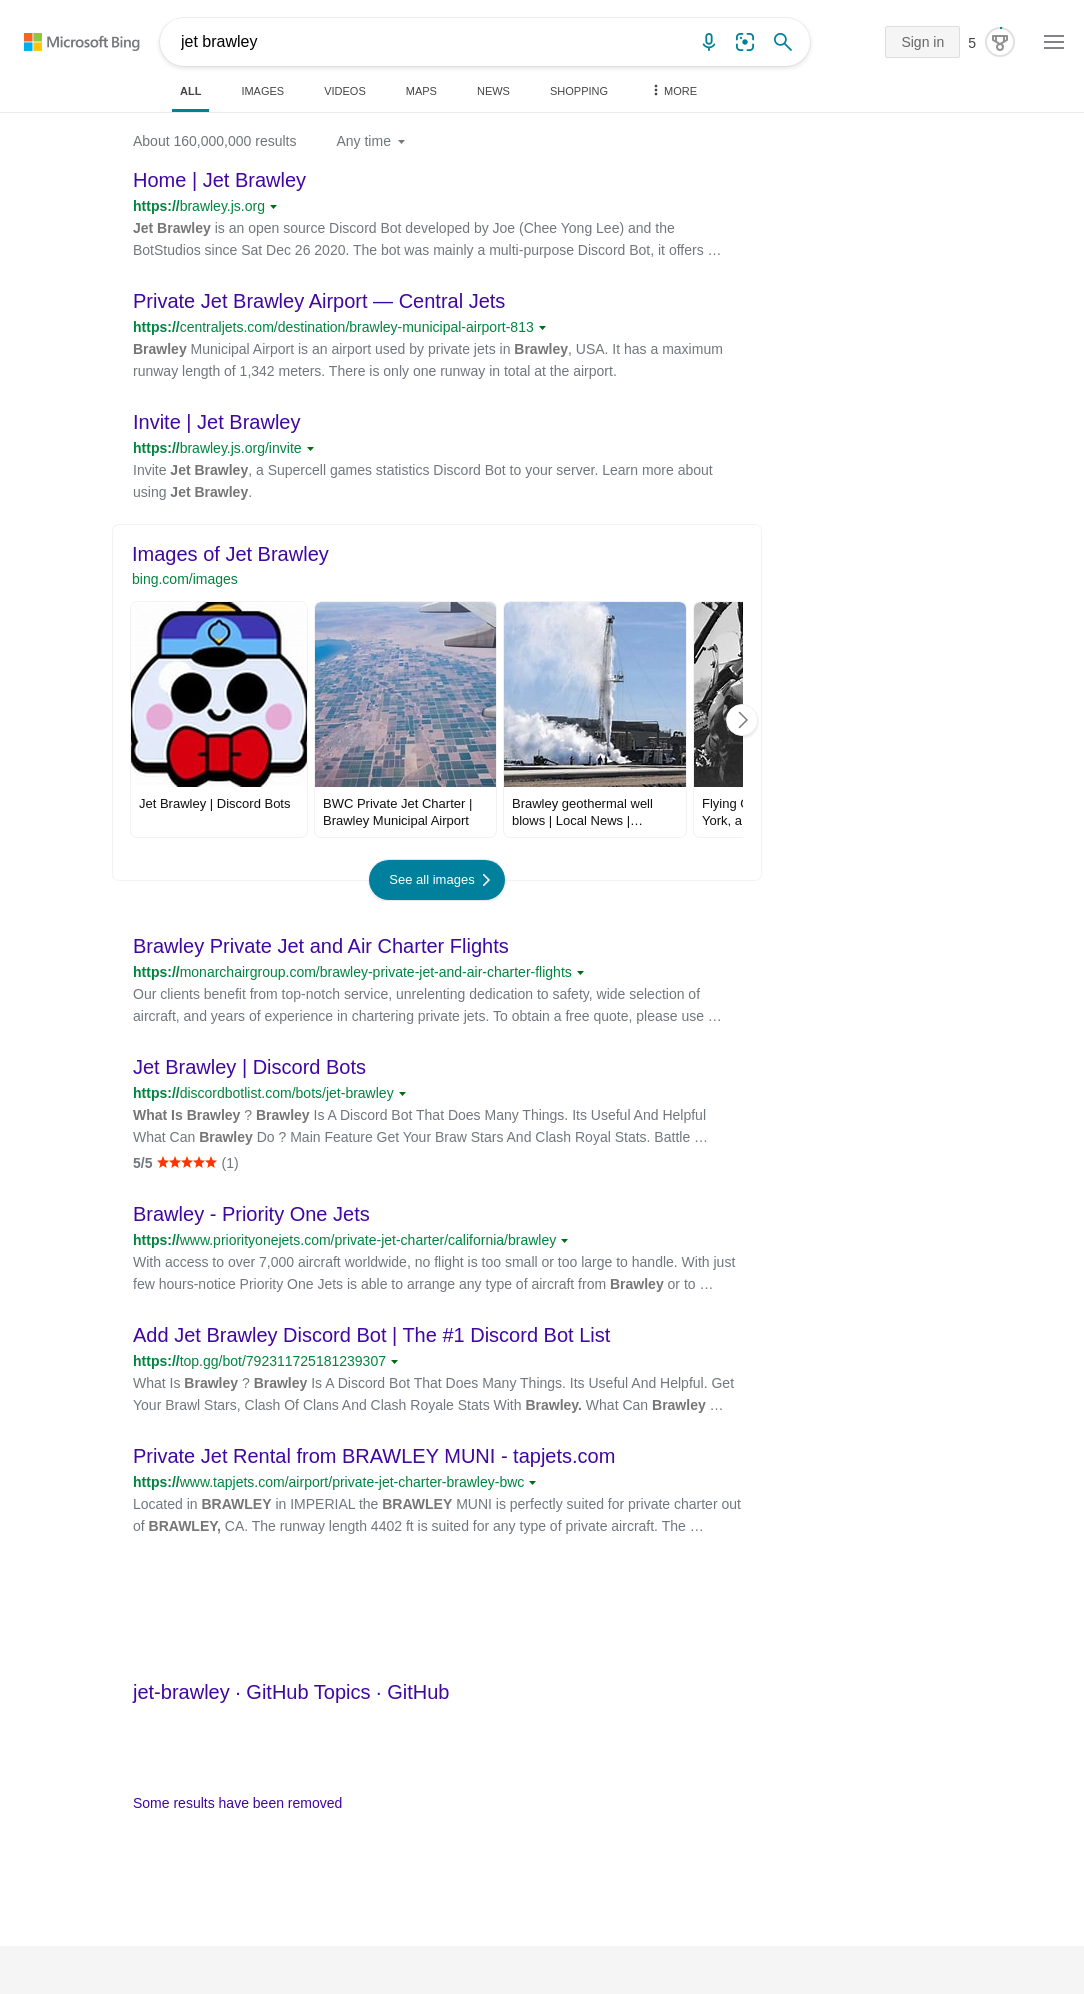 Microsoft Bing
jet brawley
Sign in
5
ALL
IMAGES
VIDEOS
MAPS
NEWS
SHOPPING
MORE
About 160,000,000 results
Any time
Home | Jet Brawley
https://brawley.js.org
Jet Brawley is an open source Discord Bot developed by Joe (Chee Yong Lee) and the
BotStudios since Sat Dec 26 2020. The bot was mainly a multi-purpose Discord Bot, it offers …
Private Jet Brawley Airport — Central Jets
https://centraljets.com/destination/brawley-municipal-airport-813
Brawley Municipal Airport is an airport used by private jets in Brawley, USA. It has a maximum
runway length of 1,342 meters. There is only one runway in total at the airport.
Invite | Jet Brawley
https://brawley.js.org/invite
Invite Jet Brawley, a Supercell games statistics Discord Bot to your server. Learn more about
using Jet Brawley.
Images of Jet Brawley
bing.com/images
Jet Brawley | Discord Bots
BWC Private Jet Charter |
Brawley Municipal Airport
Brawley geothermal well
blows | Local News |…
Flying
York, a
See all images
Brawley Private Jet and Air Charter Flights
https://monarchairgroup.com/brawley-private-jet-and-air-charter-flights
Our clients benefit from top-notch service, unrelenting dedication to safety, wide selection of
aircraft, and years of experience in chartering private jets. To obtain a free quote, please use …
Jet Brawley | Discord Bots
https://discordbotlist.com/bots/jet-brawley
What Is Brawley ? Brawley Is A Discord Bot That Does Many Things. Its Useful And Helpful
What Can Brawley Do ? Main Feature Get Your Braw Stars And Clash Royal Stats. Battle …
5/5 ★★★★★ (1)
Brawley - Priority One Jets
https://www.priorityonejets.com/private-jet-charter/california/brawley
With access to over 7,000 aircraft worldwide, no flight is too small or too large to handle. With just
few hours-notice Priority One Jets is able to arrange any type of aircraft from Brawley or to …
Add Jet Brawley Discord Bot | The #1 Discord Bot List
https://top.gg/bot/792311725181239307
What Is Brawley ? Brawley Is A Discord Bot That Does Many Things. Its Useful And Helpful. Get
Your Brawl Stars, Clash Of Clans And Clash Royale Stats With Brawley. What Can Brawley …
Private Jet Rental from BRAWLEY MUNI - tapjets.com
https://www.tapjets.com/airport/private-jet-charter-brawley-bwc
Located in BRAWLEY in IMPERIAL the BRAWLEY MUNI is perfectly suited for private charter out
of BRAWLEY, CA. The runway length 4402 ft is suited for any type of private aircraft. The …
jet-brawley · GitHub Topics · GitHub
Some results have been removed